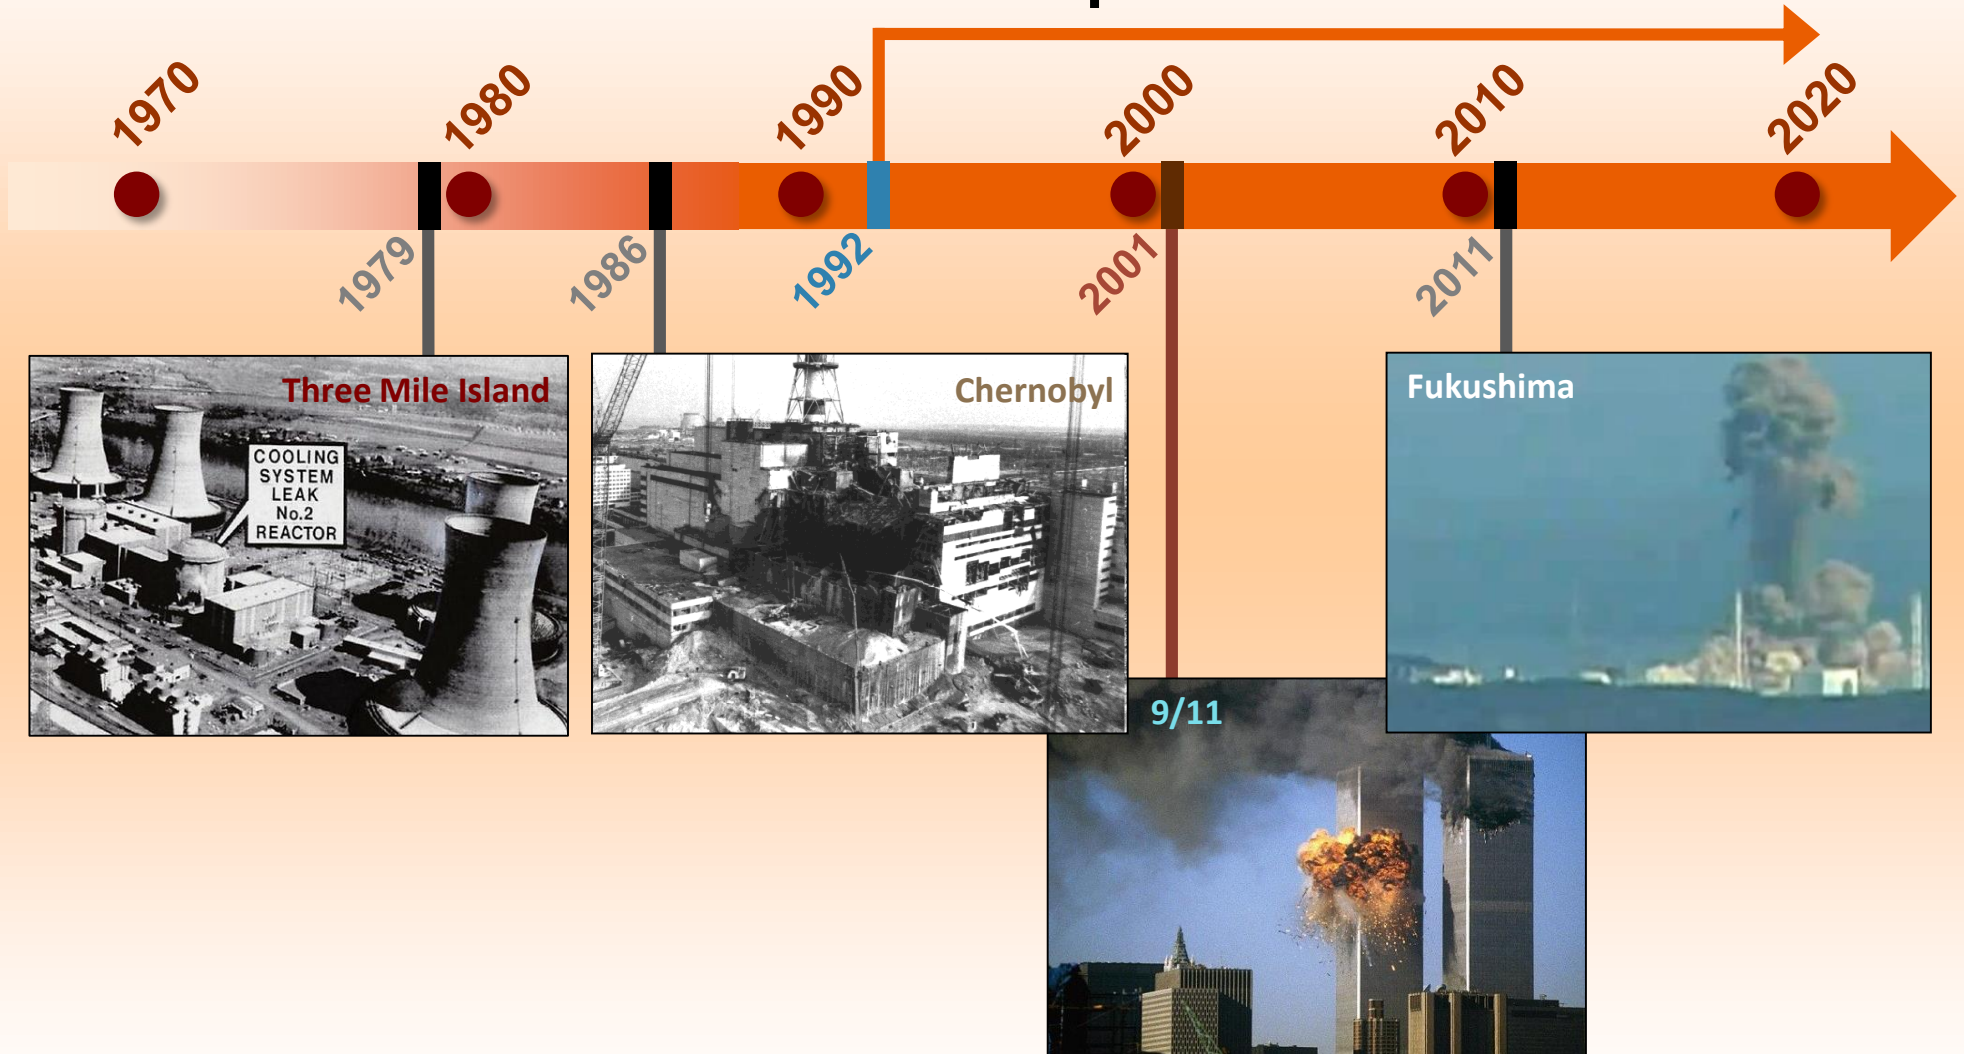 1970
1980
1990
2000
2010
2020
1979
1986
1992
2001
2011
Three Mile Island
COOLING
SYSTEM
LEAK
No.2
REACTOR
Chernobyl
Fukushima
9/11